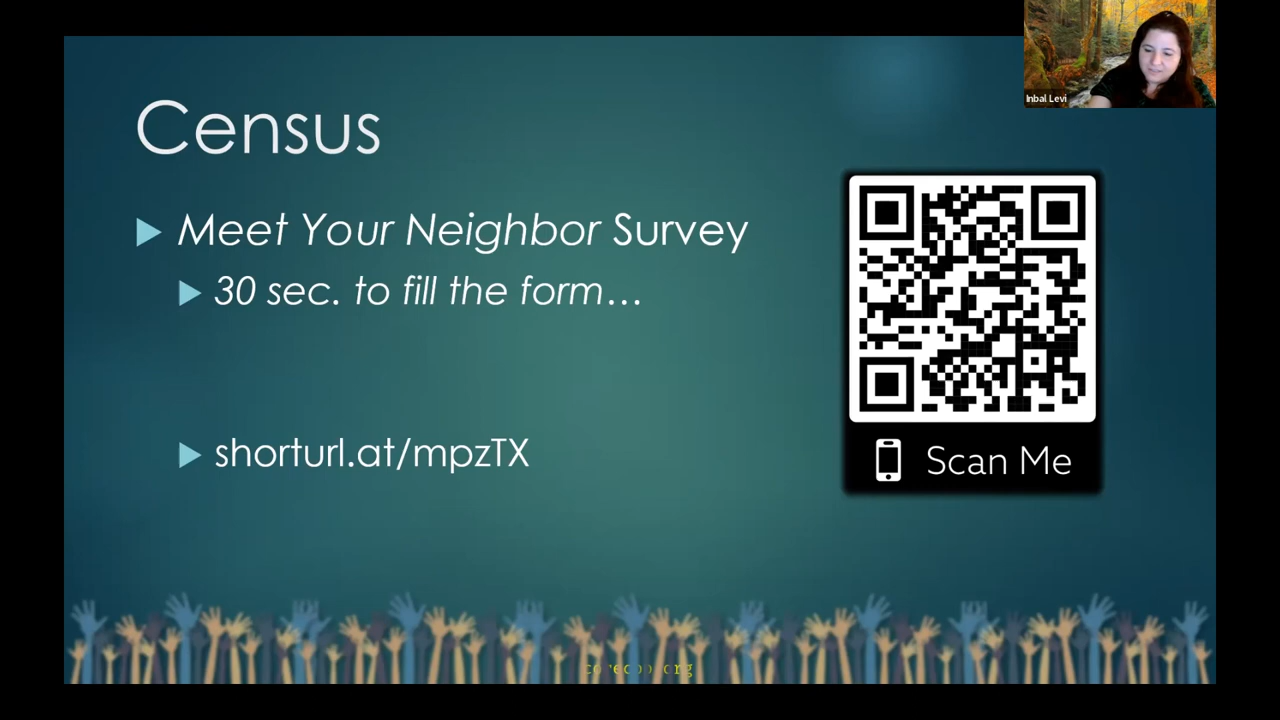 Census
Meet Your Neighbor Survey
30 sec. to fill the form...
shorturl.at/mpzTX
Scan Me
Inbal Levi